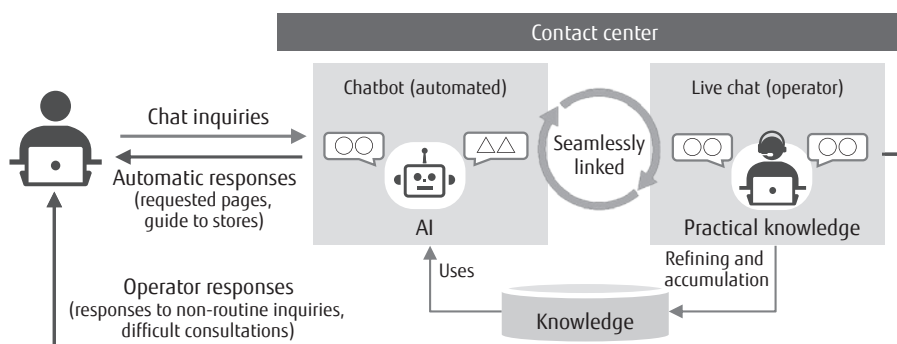 Contact center
Chatbot (automated)
Live chat (operator)
Chat inquiries
○○
△△
Seamlessly
linked
○○
○○
Automatic responses
(requested pages,
guide to stores)
AI
Practical knowledge
Uses
Refining and
accumulation
Operator responses
(responses to non-routine inquiries,
difficult consultations)
Knowledge